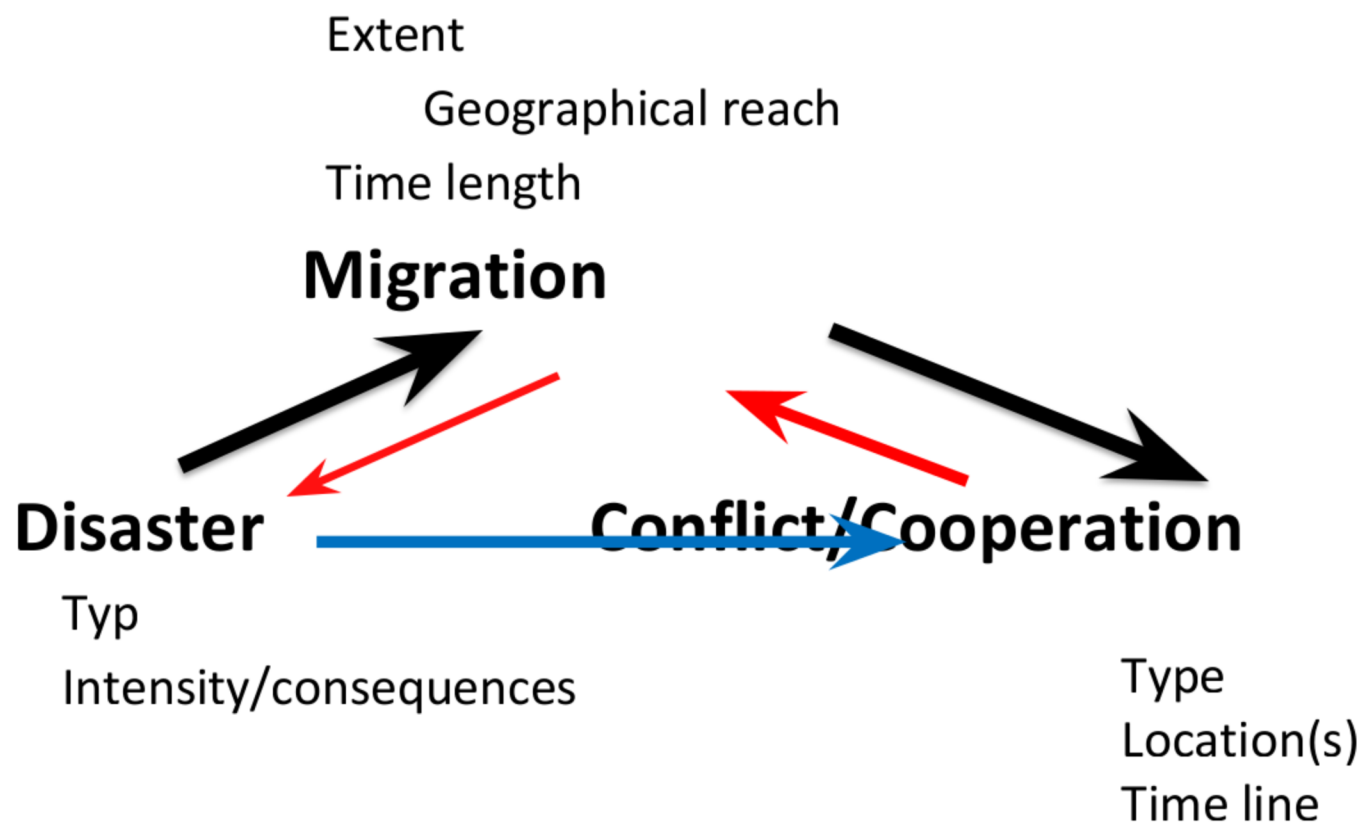 Extent
Geographical reach
Time length
Migration
Disaster
Conflict/Cooperation
Typ
Intensity/consequences
Type
Location(s)
Time line